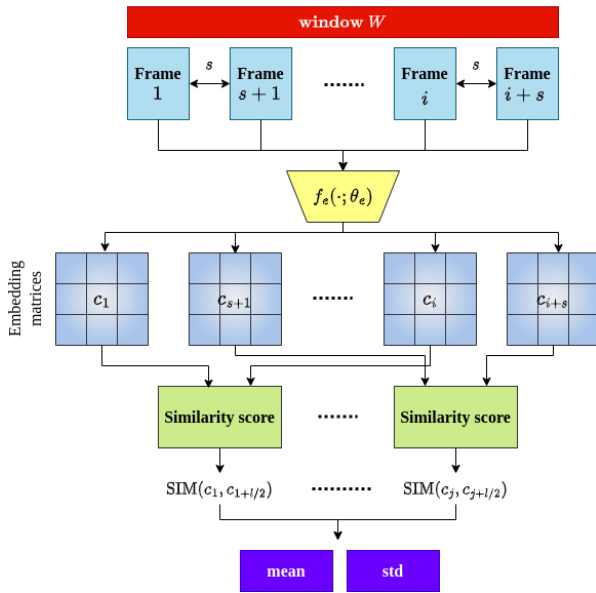 window W
s s
Frame Frame Frame Frame
1 s + 1 ....... i i + s
f_e(·; θ_e)
Embedding
matrices
c_1 c_{s+1} ........ c_i c_{i+s}
Similarity score ....... Similarity score
SIM(c_1, c_{1+l/2}) .......... SIM(c_j, c_{j+l/2})
mean std